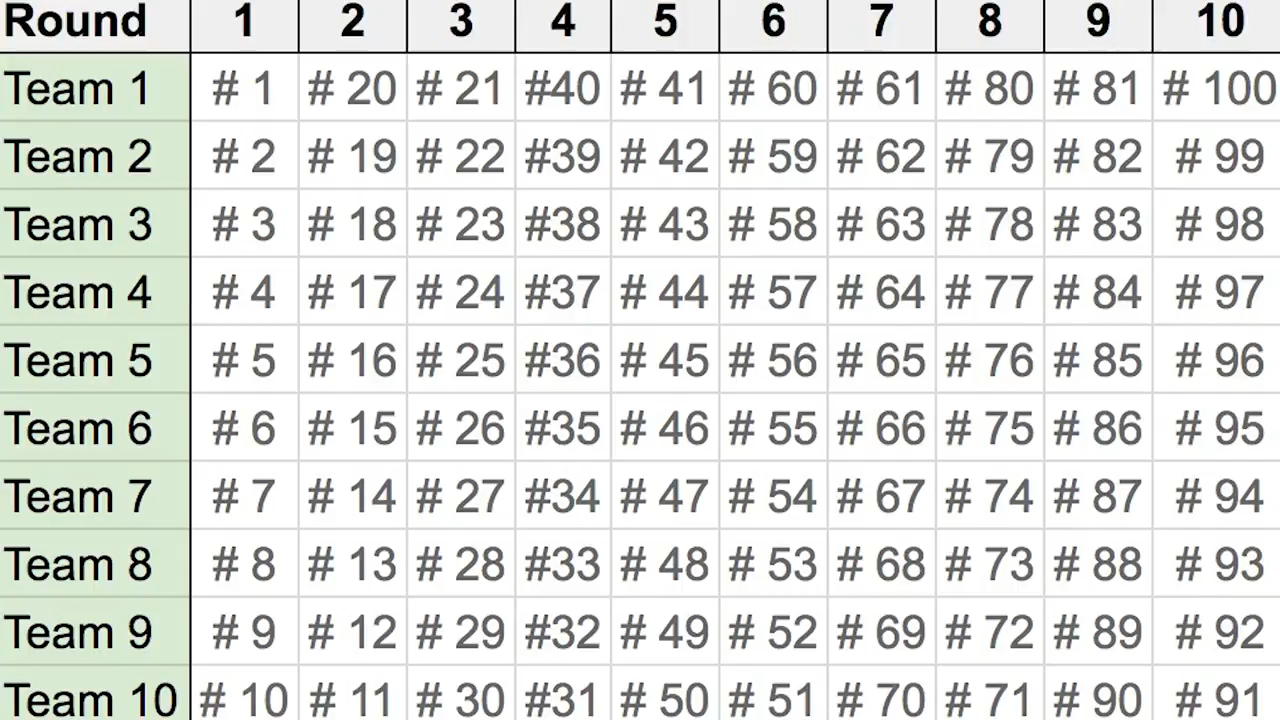 Round 1 2 3 4 5 6 7 8 9 10
Team 1 # 1 # 20 # 21 #40 # 41 # 60 # 61 # 80 # 81 # 100
Team 2 # 2 # 19 # 22 #39 # 42 # 59 # 62 # 79 # 82 # 99
Team 3 # 3 # 18 # 23 #38 # 43 # 58 # 63 # 78 # 83 # 98
Team 4 # 4 # 17 # 24 #37 # 44 # 57 # 64 # 77 # 84 # 97
Team 5 # 5 # 16 # 25 #36 # 45 # 56 # 65 # 76 # 85 # 96
Team 6 # 6 # 15 # 26 #35 # 46 # 55 # 66 # 75 # 86 # 95
Team 7 # 7 # 14 # 27 #34 # 47 # 54 # 67 # 74 # 87 # 94
Team 8 # 8 # 13 # 28 #33 # 48 # 53 # 68 # 73 # 88 # 93
Team 9 # 9 # 12 # 29 #32 # 49 # 52 # 69 # 72 # 89 # 92
Team 10 # 10 # 11 # 30 #31 # 50 # 51 # 70 # 71 # 90 # 91